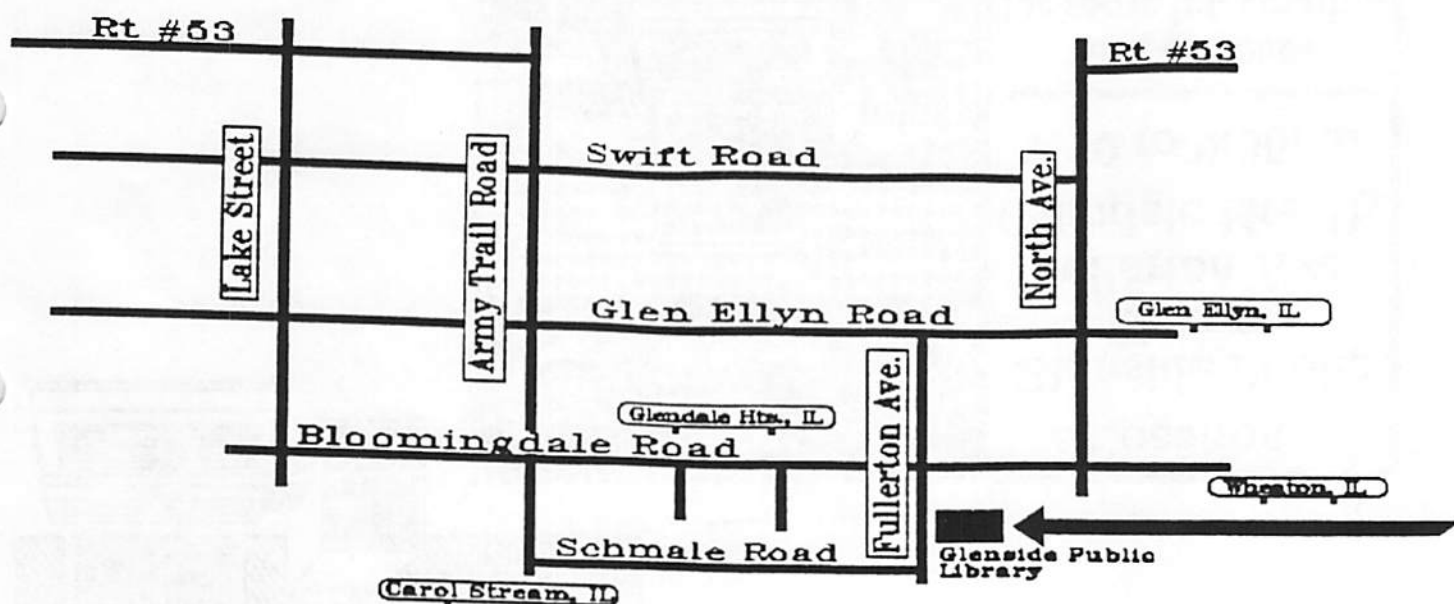 Rt #53
Rt #53
Lake Street
Army Trail Road
Swift Road
North Ave.
Glen Ellyn Road
Glen Ellyn, IL
Fullerton Ave.
Glendale Hts., IL
Bloomingdale Road
Wheaton, IL
Schmale Road
Glenside Public
Library
Carol Stream, IL